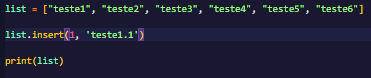 list = ["teste1", "teste2", "teste3", "teste4", "teste5", "teste6"]
list.insert(1, 'teste1.1')
print(list)